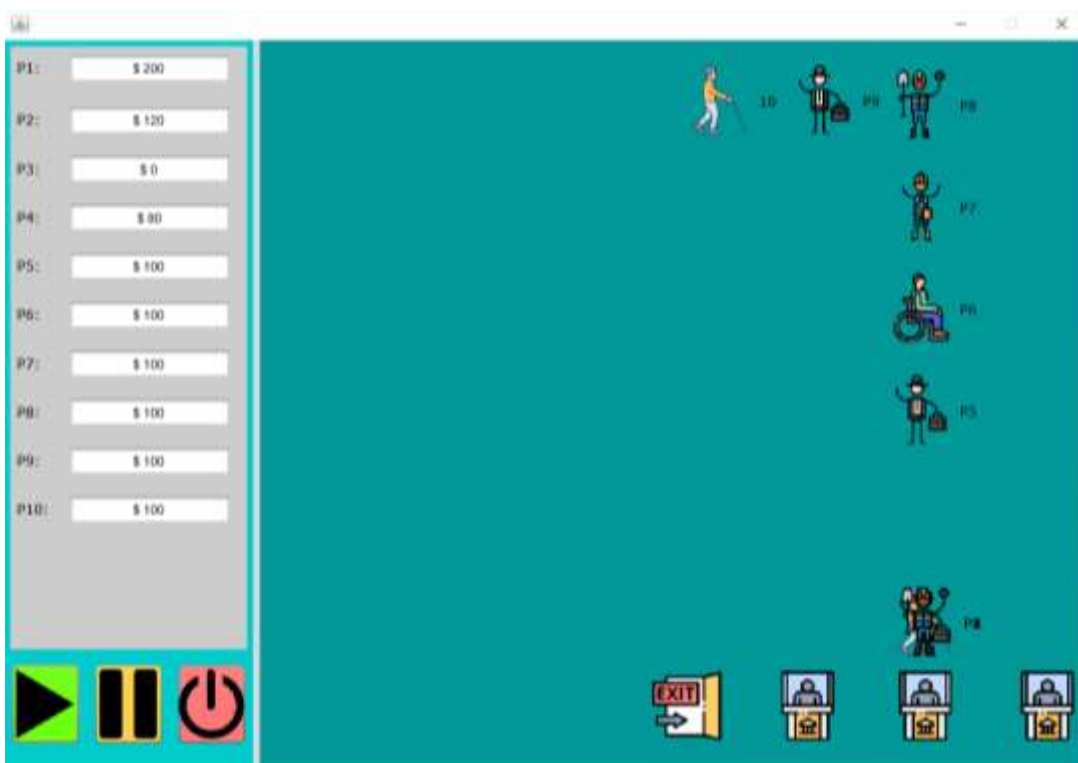 P1: $ 200
P2: $ 120
P3: $ 0
P4: $ 80
P5: $ 100
P6: $ 100
P7: $ 100
P8: $ 100
P9: $ 100
P10: $ 100
10 P9 P8
P7
P6
P5
EXIT